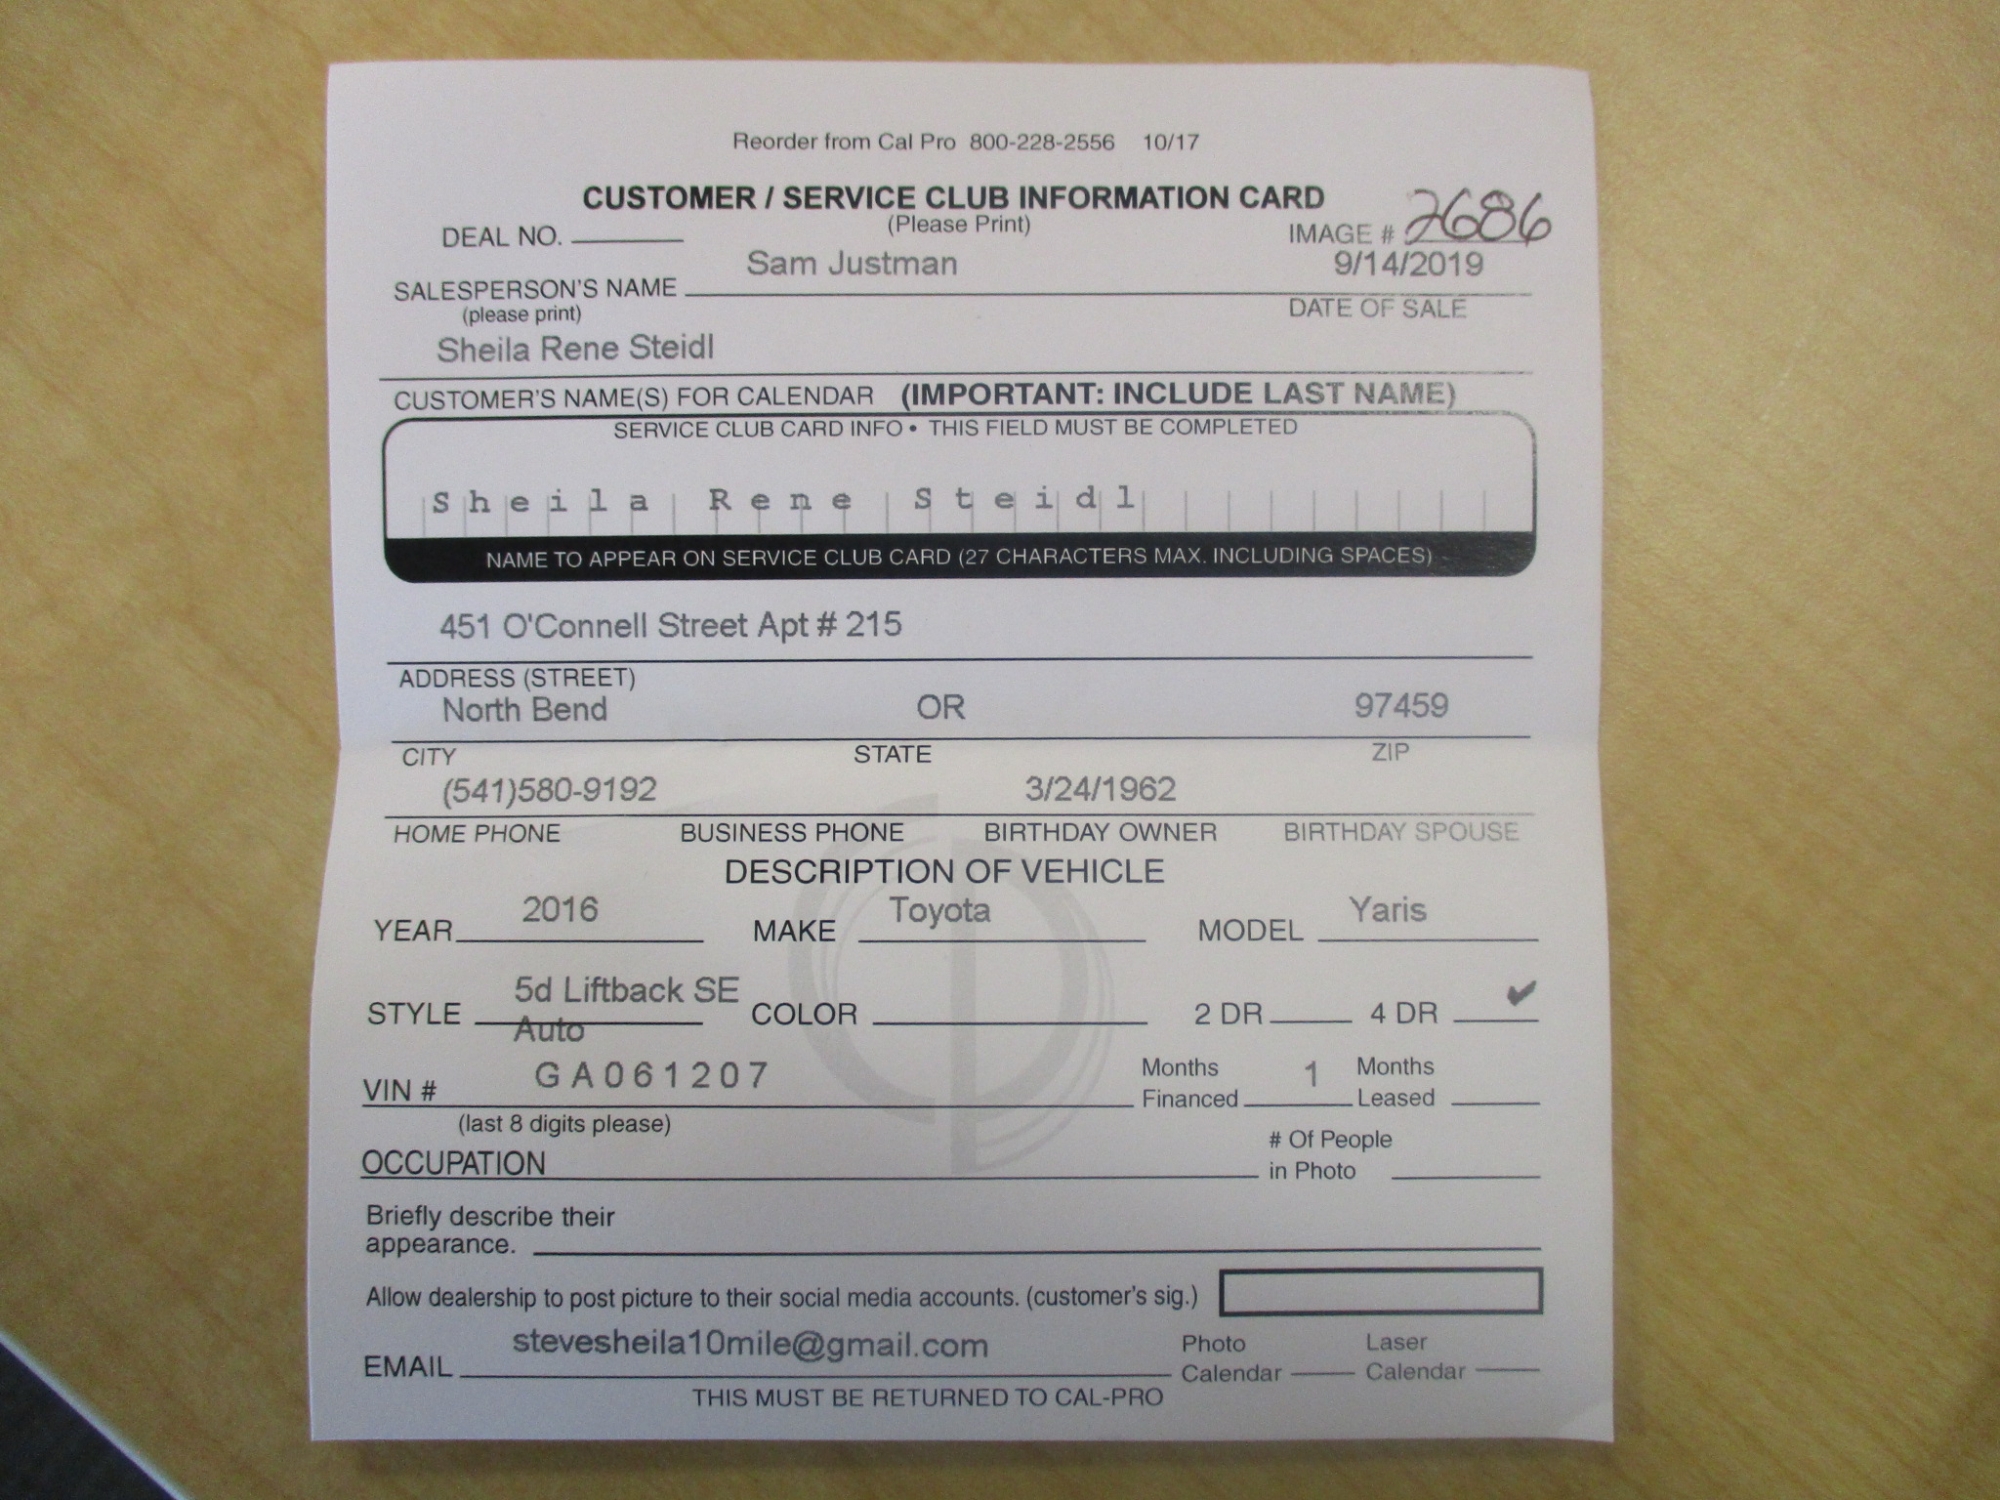 Reorder from Cal Pro 800-228-2556 10/17
CUSTOMER / SERVICE CLUB INFORMATION CARD
(Please Print)
DEAL NO. IMAGE # 2686
Sam Justman 9/14/2019
SALESPERSON'S NAME
(please print) DATE OF SALE
Sheila Rene Steidl
CUSTOMER'S NAME(S) FOR CALENDAR (IMPORTANT: INCLUDE LAST NAME)
SERVICE CLUB CARD INFO • THIS FIELD MUST BE COMPLETED
Sheila Rene Steidl
NAME TO APPEAR ON SERVICE CLUB CARD (27 CHARACTERS MAX. INCLUDING SPACES)
451 O'Connell Street Apt # 215
ADDRESS (STREET)
North Bend OR 97459
CITY STATE ZIP
(541)580-9192 3/24/1962
HOME PHONE BUSINESS PHONE BIRTHDAY OWNER BIRTHDAY SPOUSE
DESCRIPTION OF VEHICLE
YEAR 2016 MAKE Toyota MODEL Yaris
5d Liftback SE ✔
STYLE COLOR 2 DR 4 DR
Auto
VIN # GA061207 Months Financed 1 Months Leased
(last 8 digits please)
OCCUPATION # Of People in Photo
Briefly describe their
appearance.
Allow dealership to post picture to their social media accounts. (customer's sig.)
EMAIL stevesheila10mile@gmail.com Photo Calendar Laser Calendar
THIS MUST BE RETURNED TO CAL-PRO